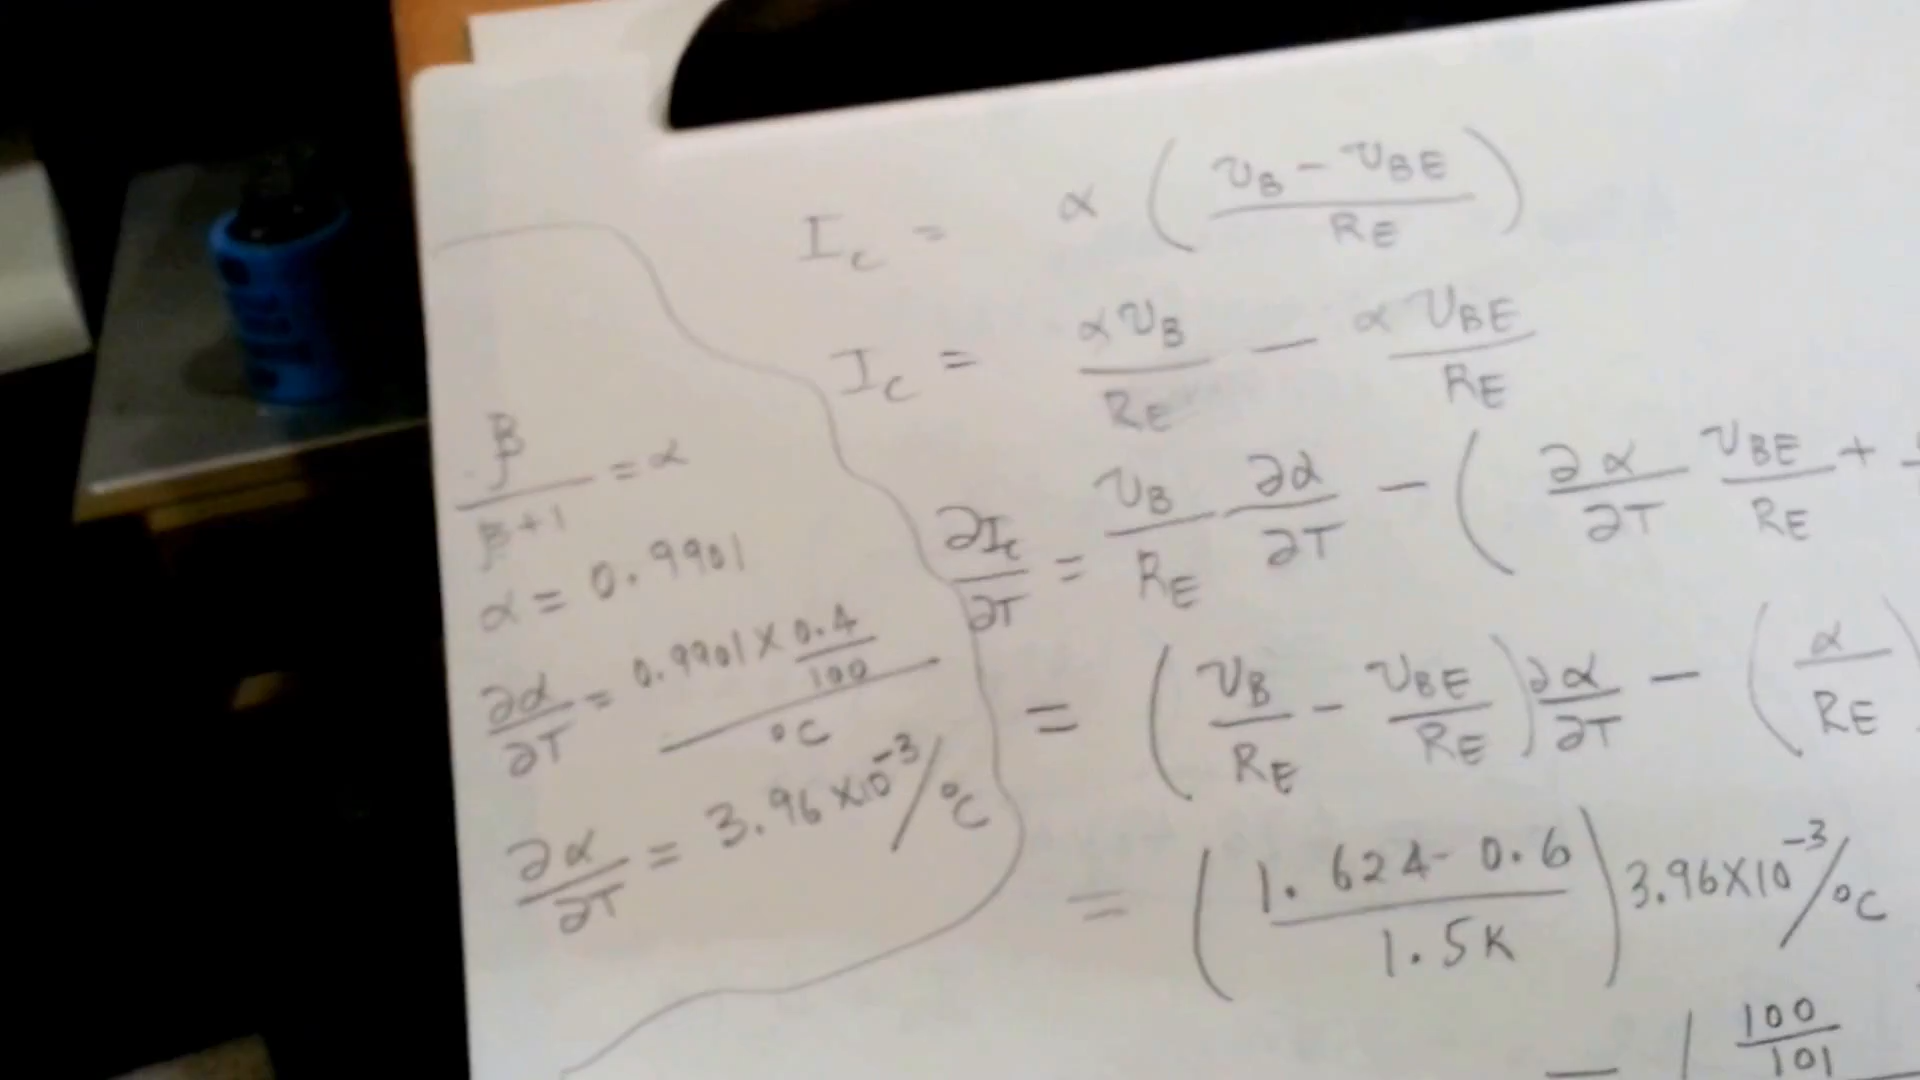 I_c = α ( (V_B - V_BE) / R_E )
I_c = αV_B / R_E - αV_BE / R_E
∂I_c/∂T = V_B/R_E ∂α/∂T - ( ∂α/∂T V_BE/R_E +
= ( V_B/R_E - V_BE/R_E ) ∂α/∂T - ( α/R_E )
= ( (1.624 - 0.6) / 1.5K ) 3.96 X 10^-3 / °C
- ( 100/101
β / (β+1) = α
α = 0.9901
∂α/∂T = 0.9901 X 0.4/100 / °C
∂α/∂T = 3.96 X 10^-3 / °C